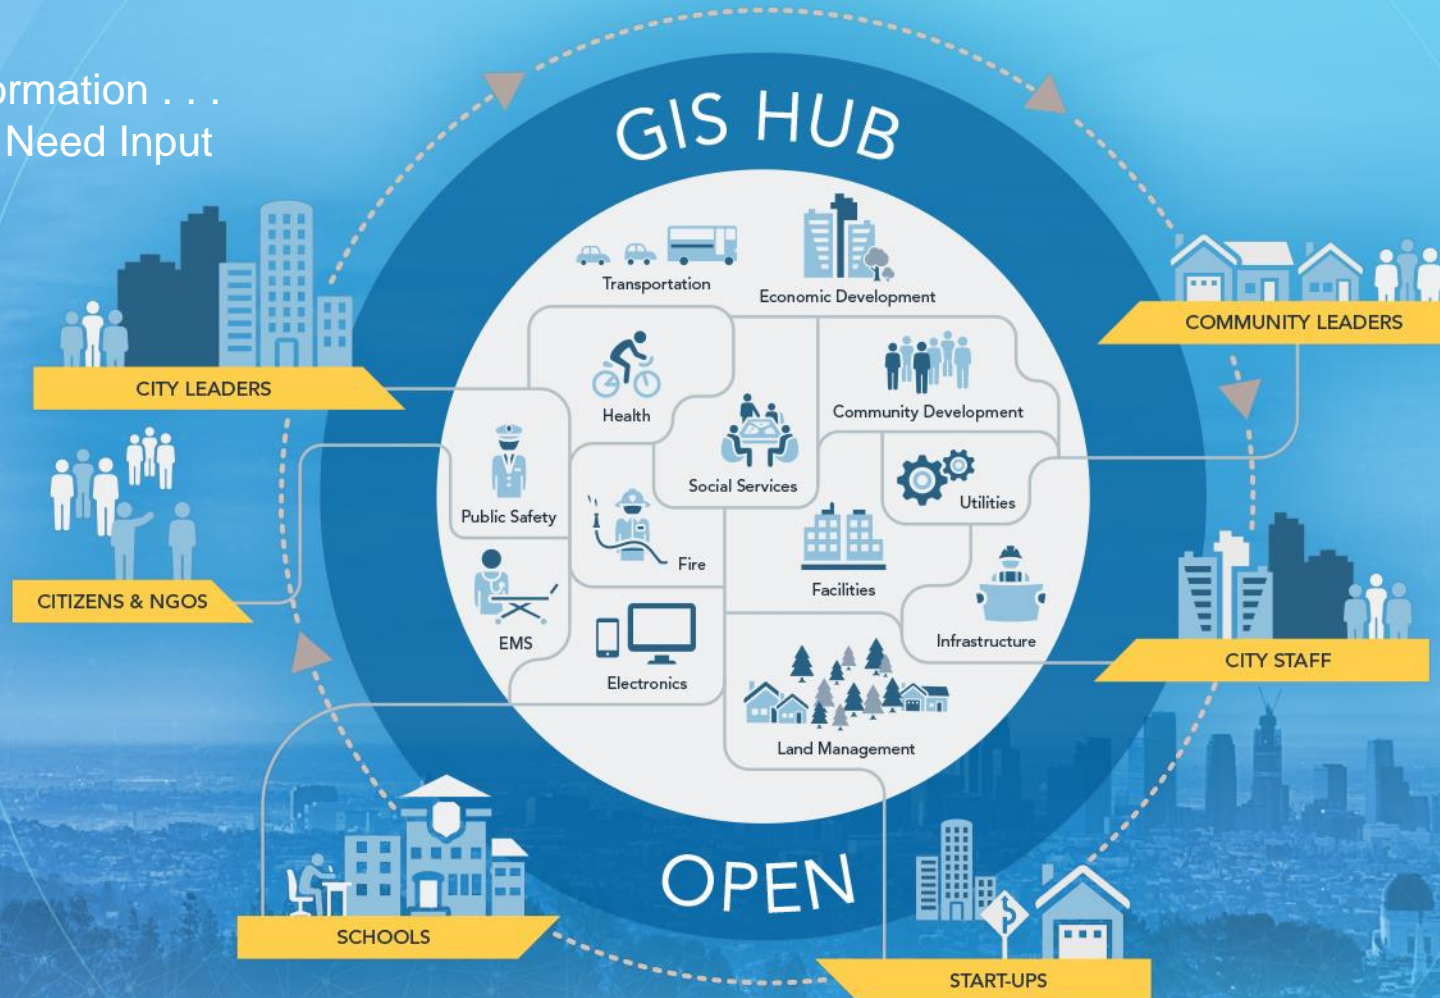 Need Input
GIS HUB
Transportation
Economic Development
COMMUNITY LEADERS
CITY LEADERS
Health
Community Development
Social Services
Utilities
Public Safety
Fire
Facilities
CITIZENS & NGOS
EMS
Infrastructure
CITY STAFF
Electronics
Land Management
OPEN
SCHOOLS
START-UPS